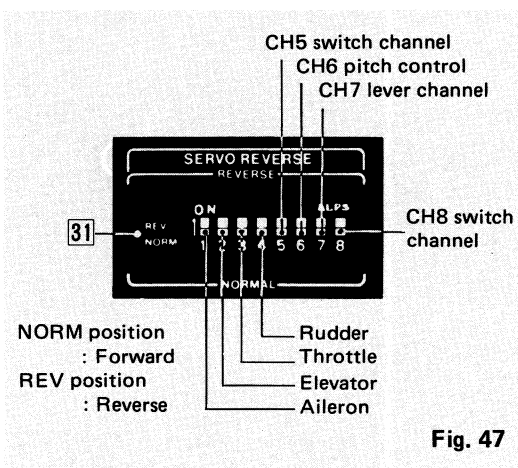 CH5 switch channel
CH6 pitch control
CH7 lever channel
SERVO REVERSE
REVERSE
ON
ALPS
1
31
REV
NORM
1 2 3 4 5 6 7 8
CH8 switch
channel
NORMAL
NORM position
: Forward
REV position
: Reverse
Rudder
Throttle
Elevator
Aileron
Fig. 47